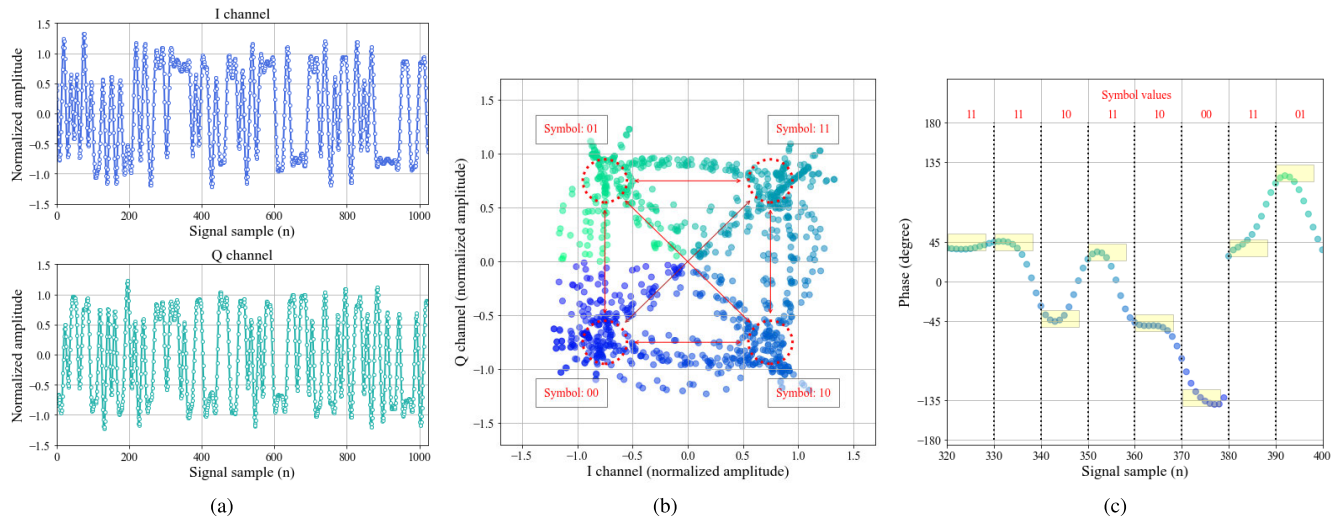 I channel
Normalized amplitude
1.5
1.0
0.5
0.0
−0.5
−1.0
−1.5
0 200 400 600 800 1000
Signal sample (n)
Q channel
Normalized amplitude
1.5
1.0
0.5
0.0
−0.5
−1.0
−1.5
0 200 400 600 800 1000
Signal sample (n)
(a)
Q channel (normalized amplitude)
1.5
1.0
0.5
0.0
−0.5
−1.0
−1.5
Symbol: 01
Symbol: 11
Symbol: 00
Symbol: 10
−1.5 −1.0 −0.5 0.0 0.5 1.0 1.5
I channel (normalized amplitude)
(b)
Symbol values
11 11 10 11 10 00 11 01
Phase (degree)
180
135
45
0
−45
−135
−180
320 330 340 350 360 370 380 390 400
Signal sample (n)
(c)